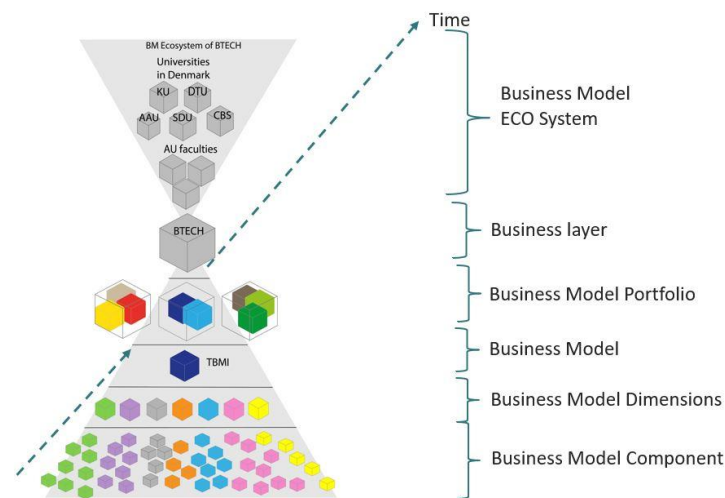 Time
BM Ecosystem of BTECH
Universities
in Denmark
KU DTU
AAU SDU CBS
AU faculties
BTECH
TBMI
Business Model
ECO System
Business layer
Business Model Portfolio
Business Model
Business Model Dimensions
Business Model Component